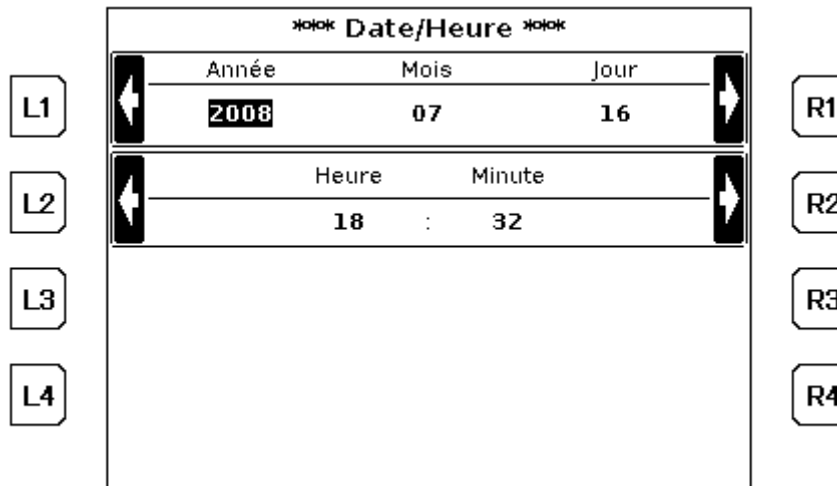 *** Date/Heure ***
Année Mois Jour
L1 2008 07 16 R1
Heure Minute
L2 18 : 32 R2
L3 R3
L4 R4